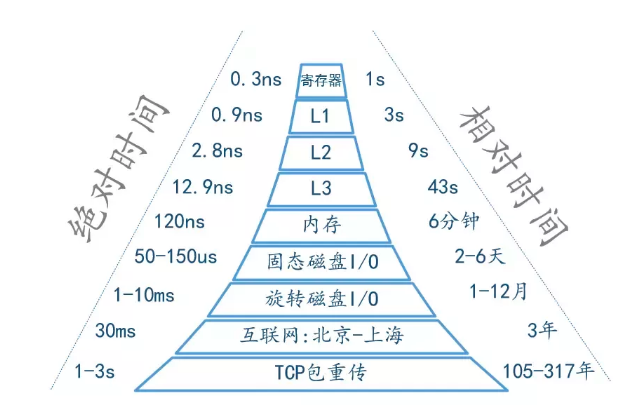 绝对时间
相对时间
0.3ns 寄存器 1s
0.9ns L1 3s
2.8ns L2 9s
12.9ns L3 43s
120ns 内存 6分钟
50-150us 固态磁盘I/O 2-6天
1-10ms 旋转磁盘I/O 1-12月
30ms 互联网:北京-上海 3年
1-3s TCP包重传 105-317年